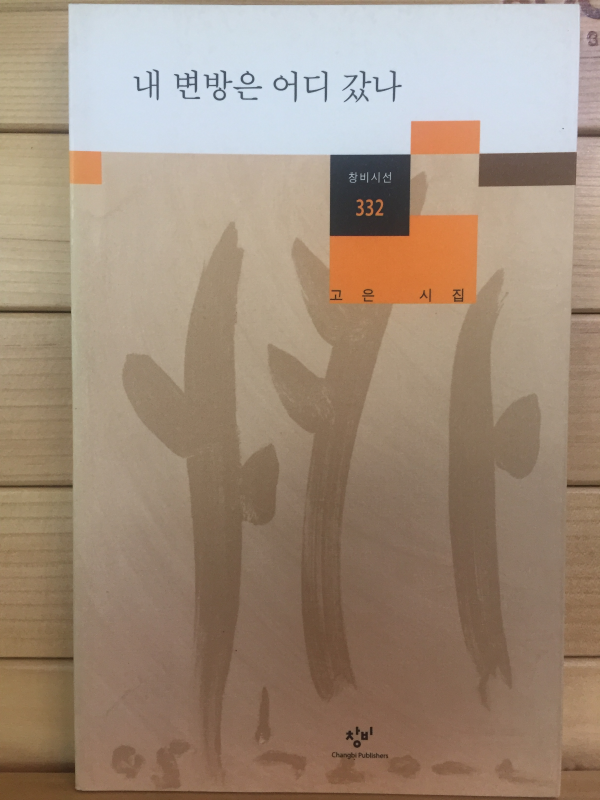 내 변방은 어디 갔나
창비시선
332
고은 시집
창비
Changbi Publishers